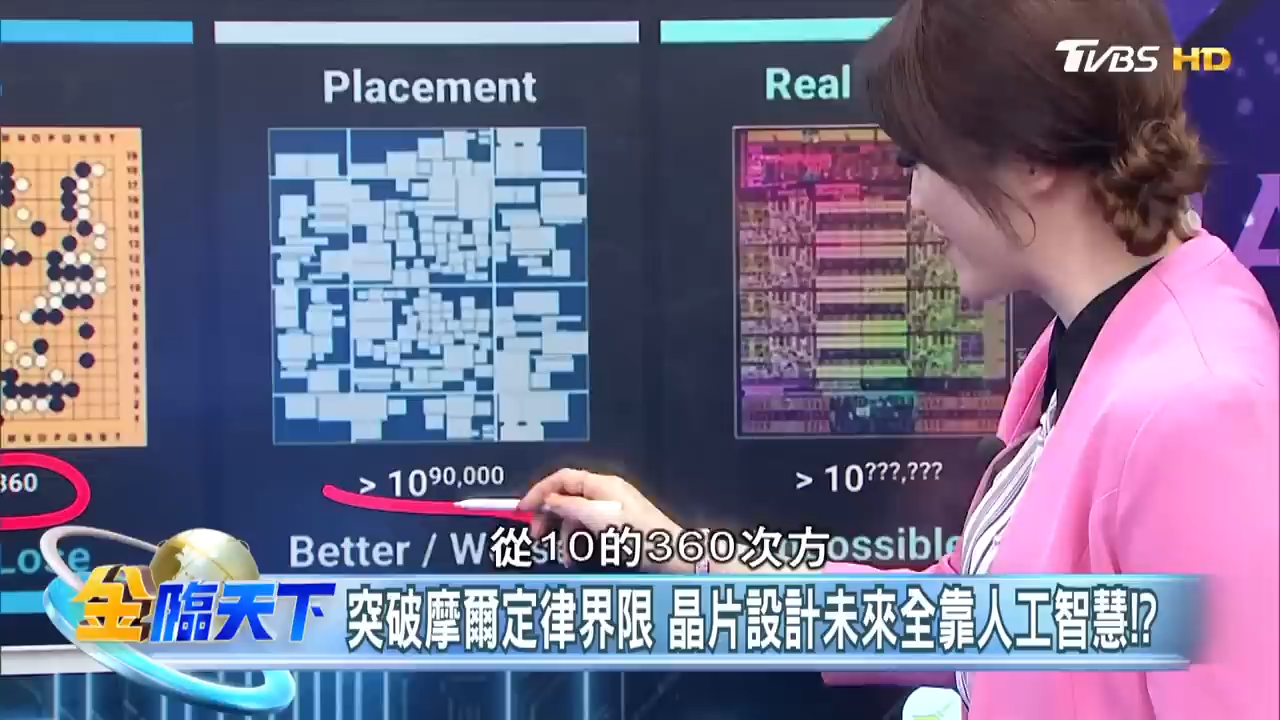 TVBS HD
Placement
Real
360
> 10^90,000
> 10^???,???
Lose
Better / W
ossible
從10的360次方
金臨天下
突破摩爾定律界限 晶片設計未來全靠人工智慧!?